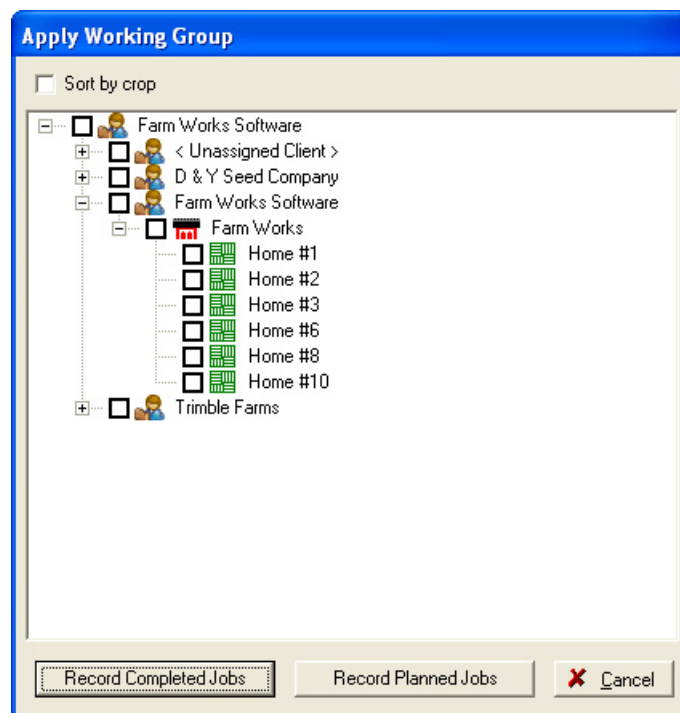 Apply Working Group
Sort by crop
Farm Works Software
< Unassigned Client >
D & Y Seed Company
Farm Works Software
Farm Works
Home #1
Home #2
Home #3
Home #6
Home #8
Home #10
Trimble Farms
Record Completed Jobs Record Planned Jobs Cancel